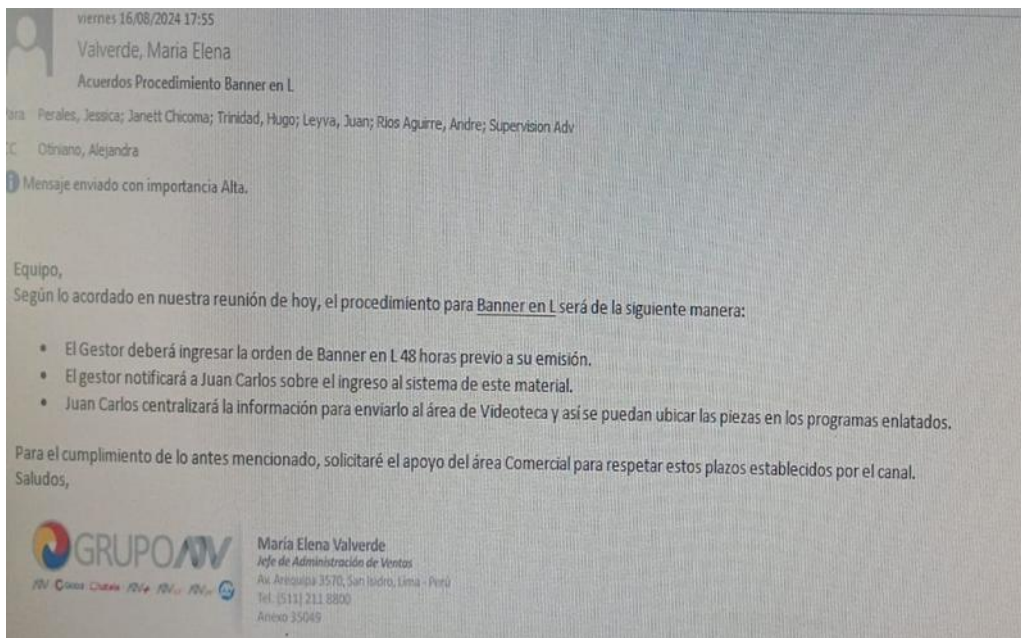 viernes 16/08/2024 17:55
Valverde, Maria Elena
Acuerdos Procedimiento Banner en L
Para Perales, Jessica; Janett Chicoma; Trinidad, Hugo; Leyva, Juan; Rios Aguirre, Andre; Supervision Adv
CC Otiniano, Alejandra
Mensaje enviado con importancia Alta.
Equipo,
Según lo acordado en nuestra reunión de hoy, el procedimiento para Banner en L será de la siguiente manera:
• El Gestor deberá ingresar la orden de Banner en L 48 horas previo a su emisión.
• El gestor notificará a Juan Carlos sobre el ingreso al sistema de este material.
• Juan Carlos centralizará la información para enviarlo al área de Videoteca y así se puedan ubicar las piezas en los programas enlatados.
Para el cumplimiento de lo antes mencionado, solicitaré el apoyo del área Comercial para respetar estos plazos establecidos por el canal.
Saludos,
GRUPO ATV
María Elena Valverde
Jefe de Administración de Ventas
Av. Arequipa 3570, San Isidro, Lima - Perú
Tel. (511) 211 8800
Anexo 35049